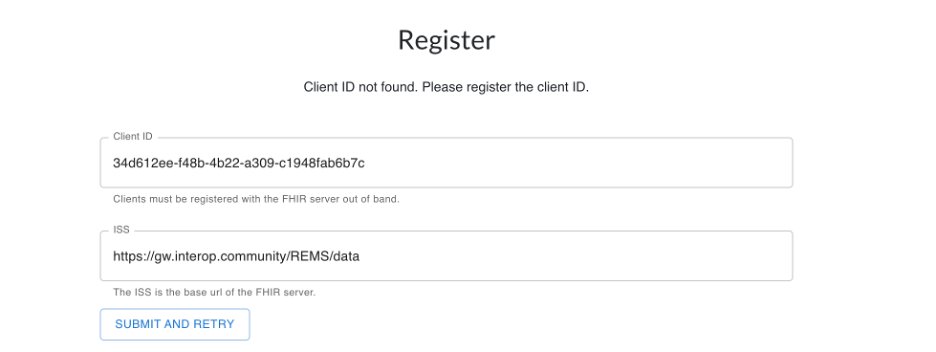 Register
Client ID not found. Please register the client ID.
Client ID
34d612ee-f48b-4b22-a309-c1948fab6b7c
Clients must be registered with the FHIR server out of band.
ISS
https://gw.interop.community/REMS/data
The ISS is the base url of the FHIR server.
SUBMIT AND RETRY